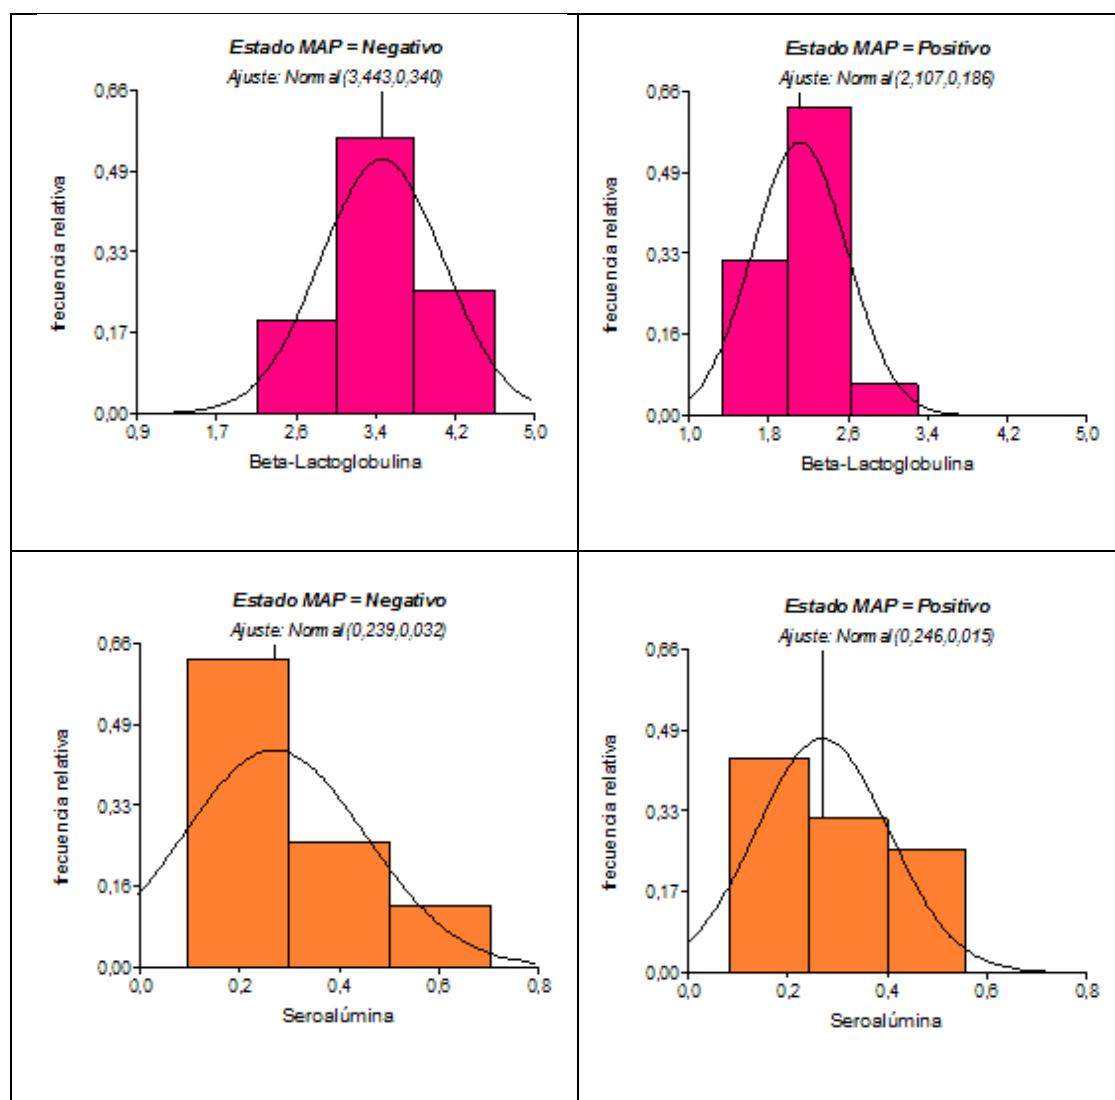 Estado MAP = Negativo
Ajuste: Normal(3,443,0,340)
0,66
0,49
0,33
0,17
0,00
frecuencia relativa
0,9 1,7 2,6 3,4 4,2 5,0
Beta-Lactoglobulina
Estado MAP = Positivo
Ajuste: Normal(2,107,0,186)
0,66
0,49
0,33
0,16
0,00
frecuencia relativa
1,0 1,8 2,6 3,4 4,2 5,0
Beta-Lactoglobulina
Estado MAP = Negativo
Ajuste: Normal(0,239,0,032)
0,66
0,49
0,33
0,16
0,00
frecuencia relativa
0,0 0,2 0,4 0,6 0,8
Seroalúmina
Estado MAP = Positivo
Ajuste: Normal(0,246,0,015)
0,66
0,49
0,33
0,17
0,00
frecuencia relativa
0,0 0,2 0,4 0,6 0,8
Seroalúmina